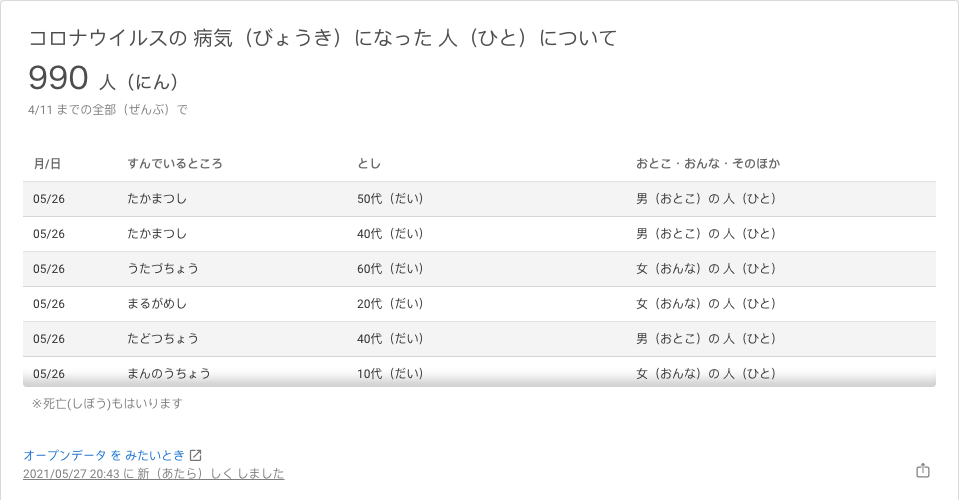 コロナウイルスの 病気（びょうき）になった 人（ひと）について
990 人（にん）
4/11 までの全部（ぜんぶ）で
月/日 すんでいるところ とし おとこ・おんな・そのほか
05/26 たかまつし 50代（だい） 男（おとこ）の 人（ひと）
05/26 たかまつし 40代（だい） 男（おとこ）の 人（ひと）
05/26 うたづちょう 60代（だい） 女（おんな）の 人（ひと）
05/26 まるがめし 20代（だい） 女（おんな）の 人（ひと）
05/26 たどつちょう 40代（だい） 男（おとこ）の 人（ひと）
05/26 まんのうちょう 10代（だい） 女（おんな）の 人（ひと）
※死亡(しぼう)もはいります
オープンデータ を みたいとき
2021/05/27 20:43 に 新（あたら）しく しました